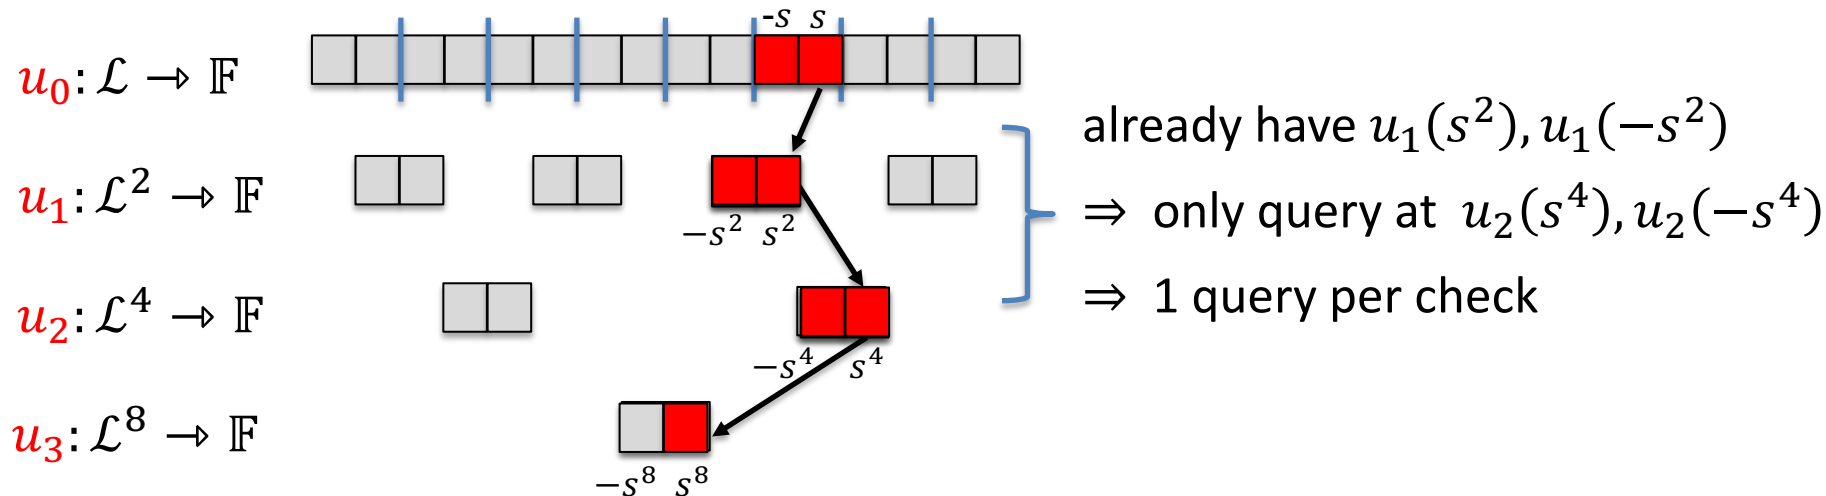 -s s
u₀: ℒ → 𝔽
already have u₁(s²), u₁(−s²)
u₁: ℒ² → 𝔽
−s² s²
⇒ only query at u₂(s⁴), u₂(−s⁴)
⇒ 1 query per check
u₂: ℒ⁴ → 𝔽
−s⁴ s⁴
u₃: ℒ⁸ → 𝔽
−s⁸ s⁸